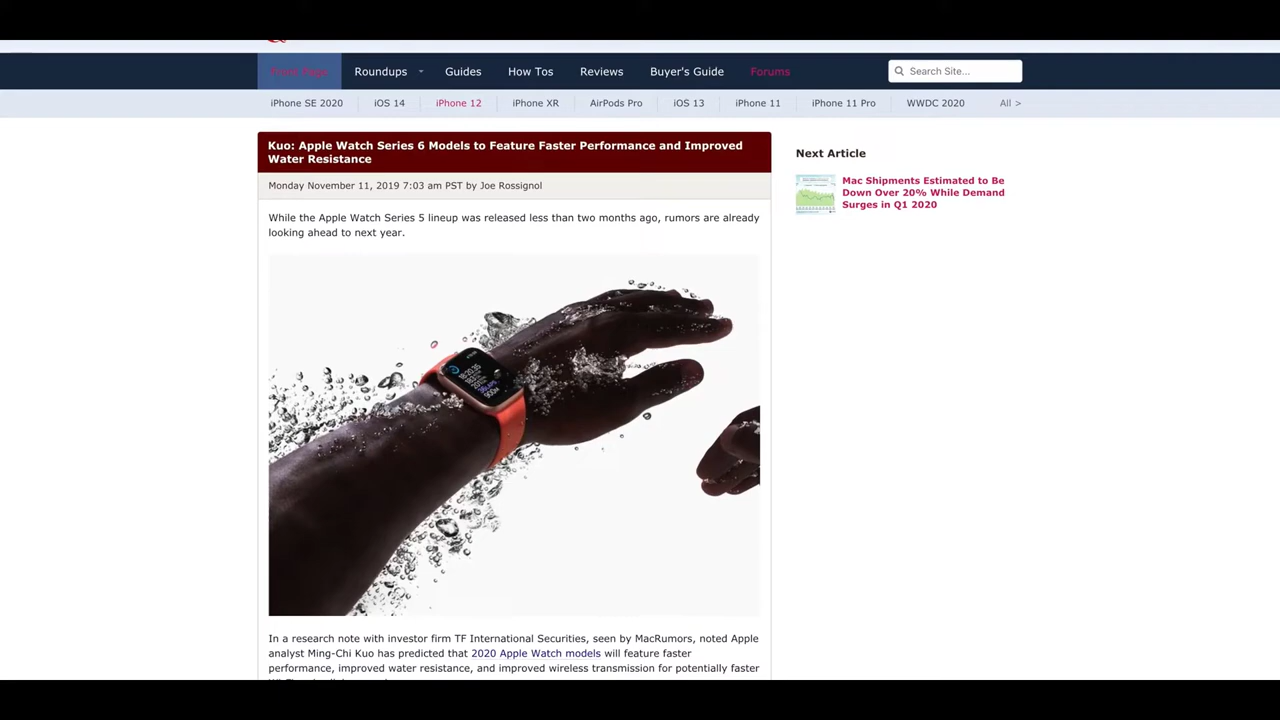 Front Page
Roundups
Guides
How Tos
Reviews
Buyer's Guide
Forums
Search Site...
iPhone SE 2020
iOS 14
iPhone 12
iPhone XR
AirPods Pro
iOS 13
iPhone 11
iPhone 11 Pro
WWDC 2020
All >
Kuo: Apple Watch Series 6 Models to Feature Faster Performance and Improved
Water Resistance
Monday November 11, 2019 7:03 am PST by Joe Rossignol
While the Apple Watch Series 5 lineup was released less than two months ago, rumors are already
looking ahead to next year.
In a research note with investor firm TF International Securities, seen by MacRumors, noted Apple
analyst Ming-Chi Kuo has predicted that 2020 Apple Watch models will feature faster
performance, improved water resistance, and improved wireless transmission for potentially faster
Next Article
Mac Shipments Estimated to Be
Down Over 20% While Demand
Surges in Q1 2020